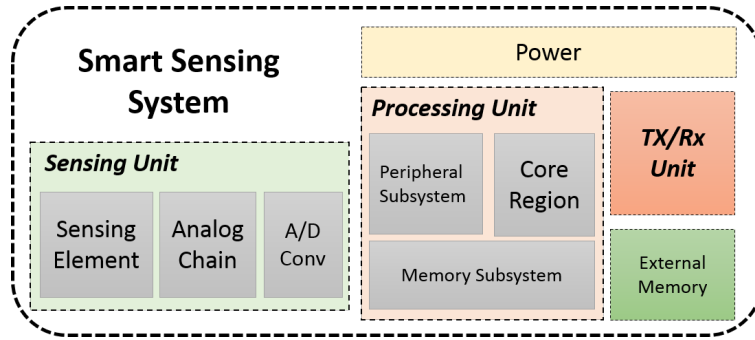 Smart Sensing
System
Power
Sensing Unit
Sensing
Element
Analog
Chain
A/D
Conv
Processing Unit
Peripheral
Subsystem
Core
Region
Memory Subsystem
TX/Rx
Unit
External
Memory